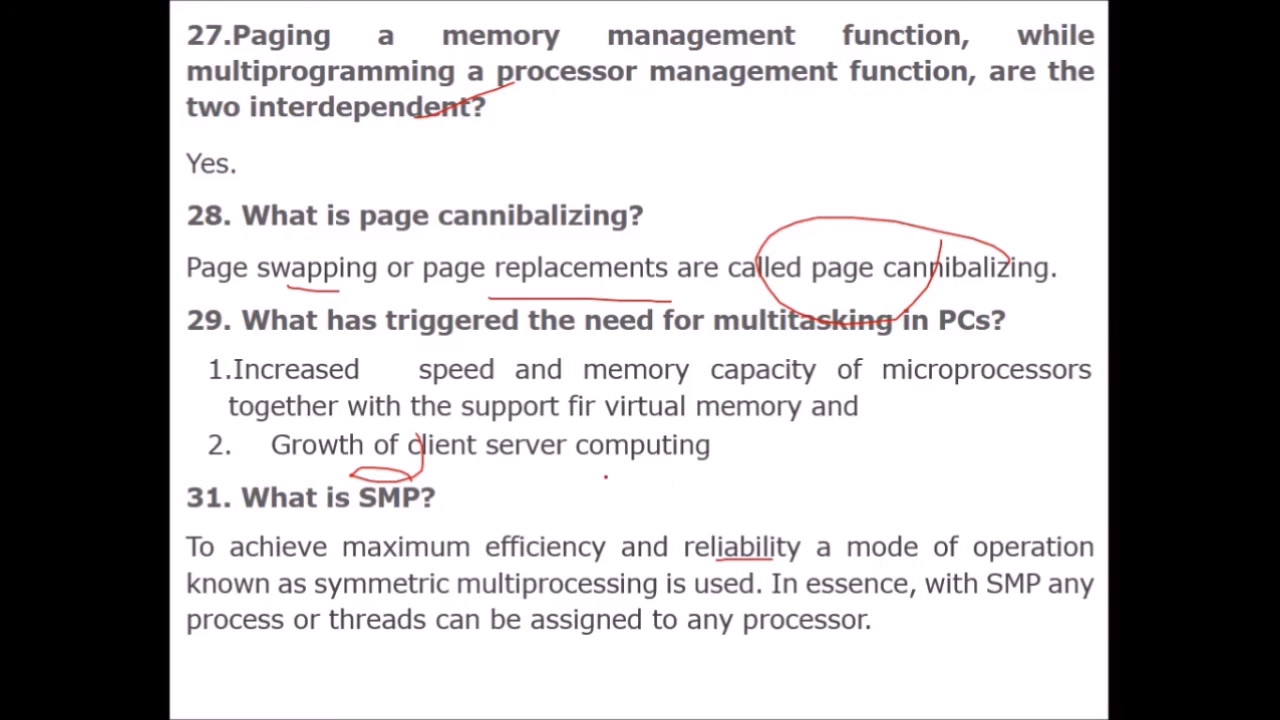 27.Paging a memory management function, while
multiprogramming a processor management function, are the
two interdependent?
Yes.
28. What is page cannibalizing?
Page swapping or page replacements are called page cannibalizing.
29. What has triggered the need for multitasking in PCs?
1.Increased speed and memory capacity of microprocessors
together with the support fir virtual memory and
2. Growth of client server computing
31. What is SMP?
To achieve maximum efficiency and reliability a mode of operation
known as symmetric multiprocessing is used. In essence, with SMP any
process or threads can be assigned to any processor.